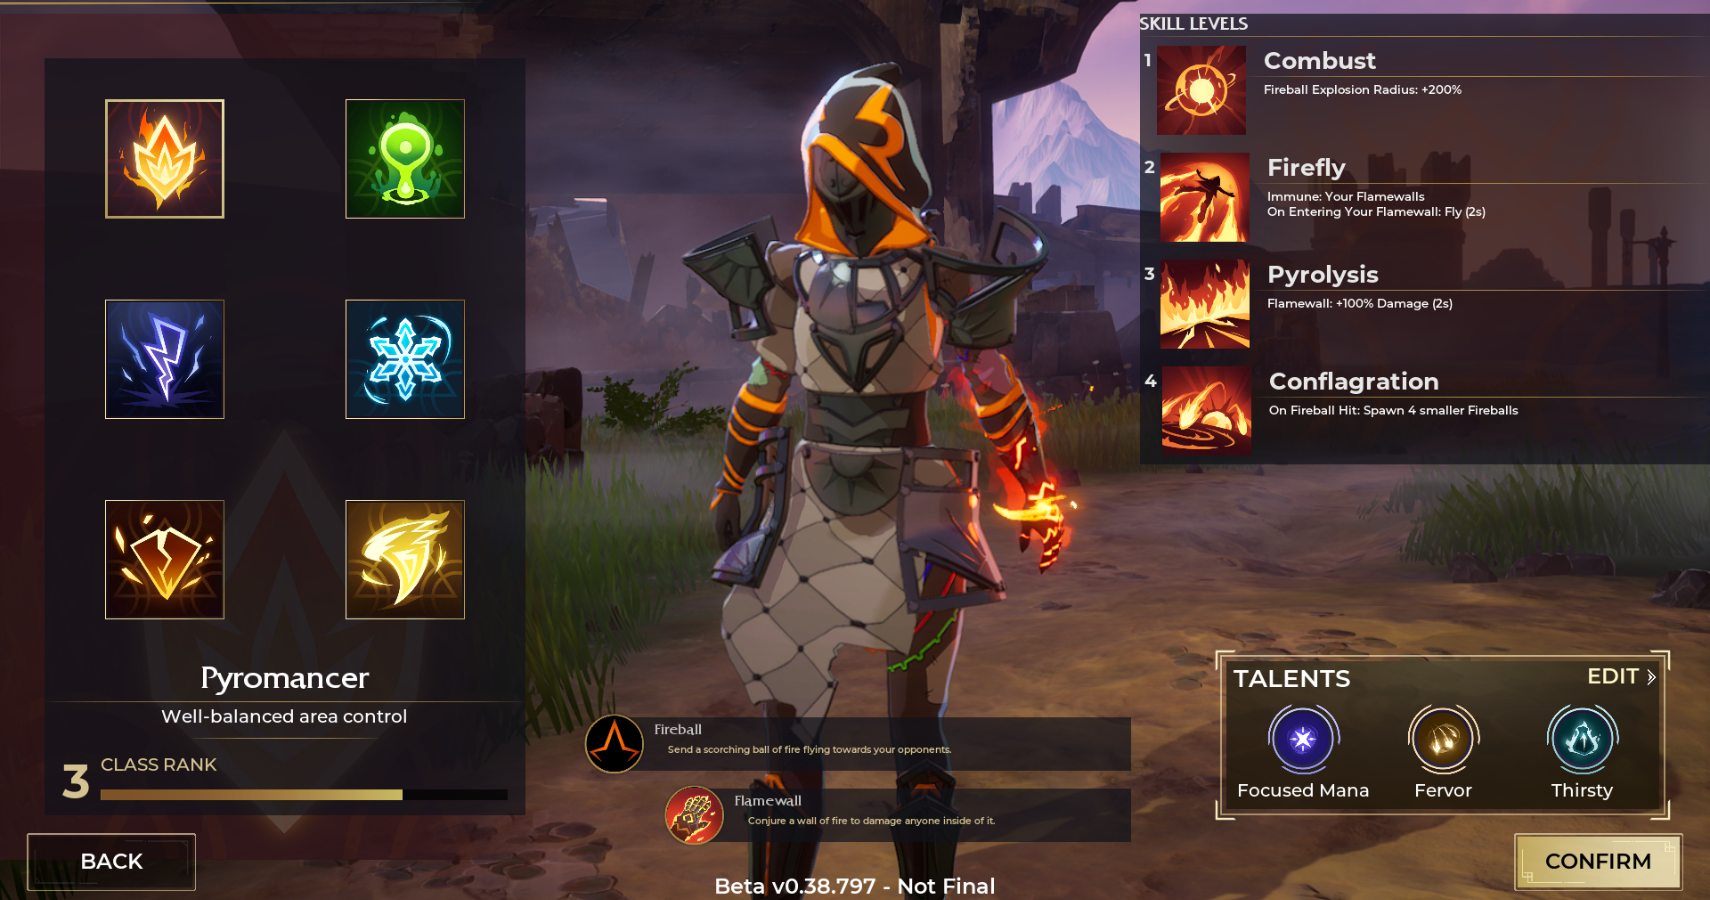 SKILL LEVELS
1
Combust
Fireball Explosion Radius: +200%
2
Firefly
Immune: Your Flamewalls
On Entering Your Flamewall: Fly (2s)
3
Pyrolysis
Flamewall: +100% Damage (2s)
4
Conflagration
On Fireball Hit: Spawn 4 smaller Fireballs
Pyromancer
Well-balanced area control
3
CLASS RANK
BACK
Fireball
Send a scorching ball of fire flying towards your opponents.
Flamewall
Conjure a wall of fire to damage anyone inside of it.
Beta v0.38.797 - Not Final
TALENTS
EDIT
Focused Mana
Fervor
Thirsty
CONFIRM